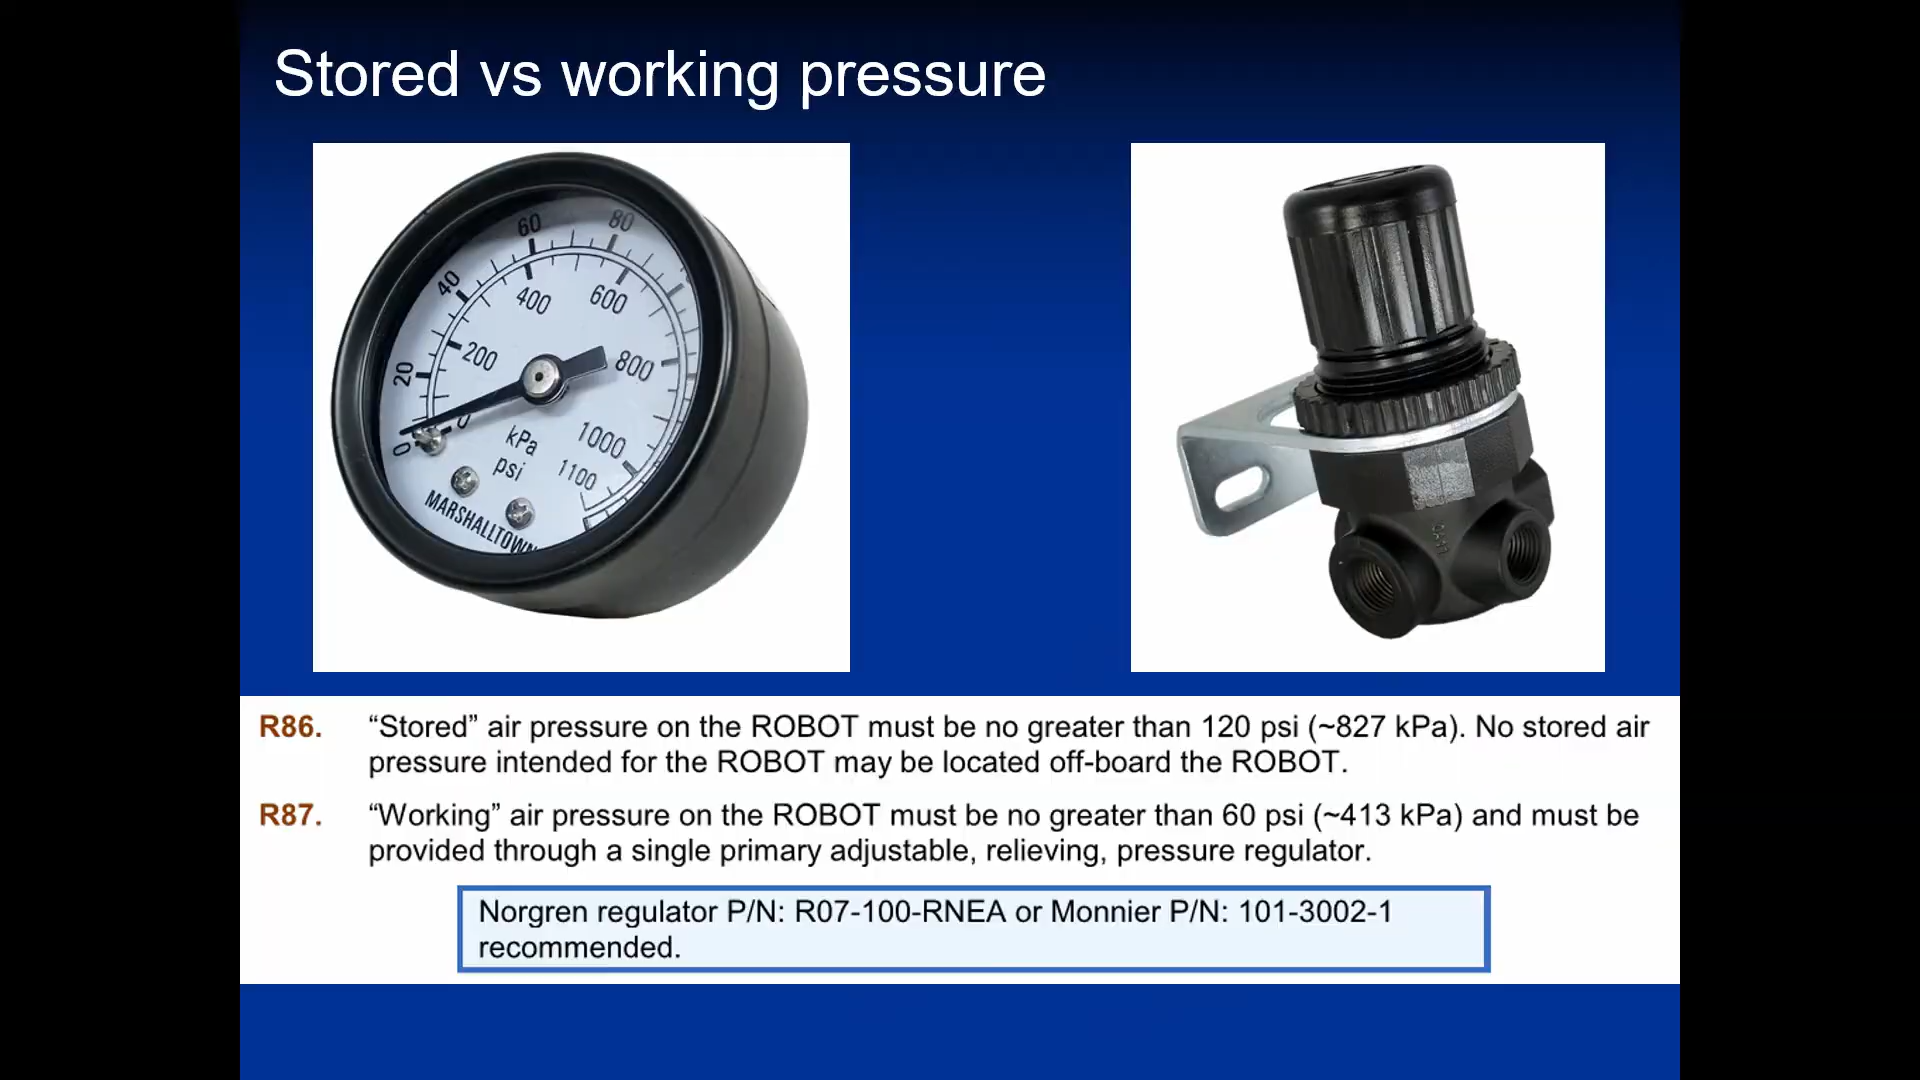 Stored vs working pressure
60 80
40
400 600
200 800
20
0 0
kPa 1000
psi 1100
MARSHALLTOWN
R86. “Stored” air pressure on the ROBOT must be no greater than 120 psi (~827 kPa). No stored air
pressure intended for the ROBOT may be located off-board the ROBOT.
R87. “Working” air pressure on the ROBOT must be no greater than 60 psi (~413 kPa) and must be
provided through a single primary adjustable, relieving, pressure regulator.
Norgren regulator P/N: R07-100-RNEA or Monnier P/N: 101-3002-1
recommended.